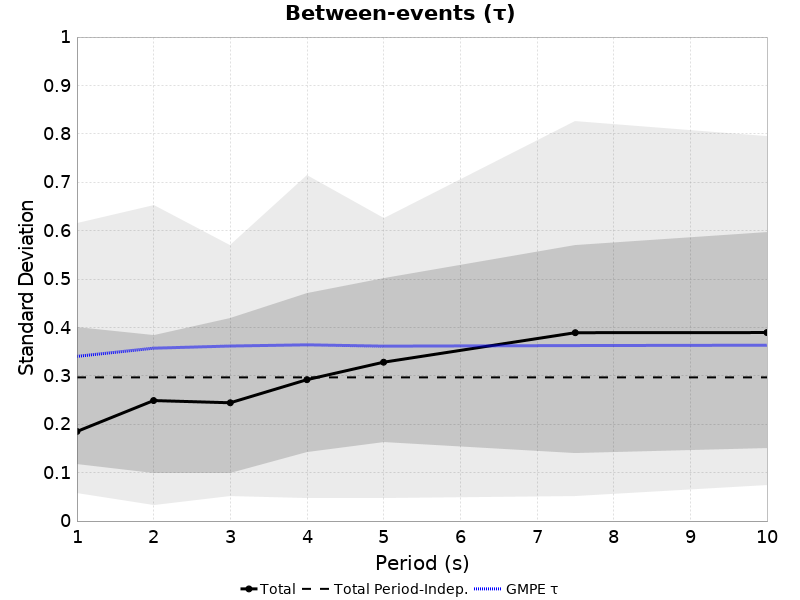 Between-events (τ)
1
0.9
0.8
0.7
0.6
0.5
0.4
0.3
0.2
0.1
0
Standard Deviation
1 2 3 4 5 6 7 8 9 10
Period (s)
Total Total Period-Indep. GMPE τ